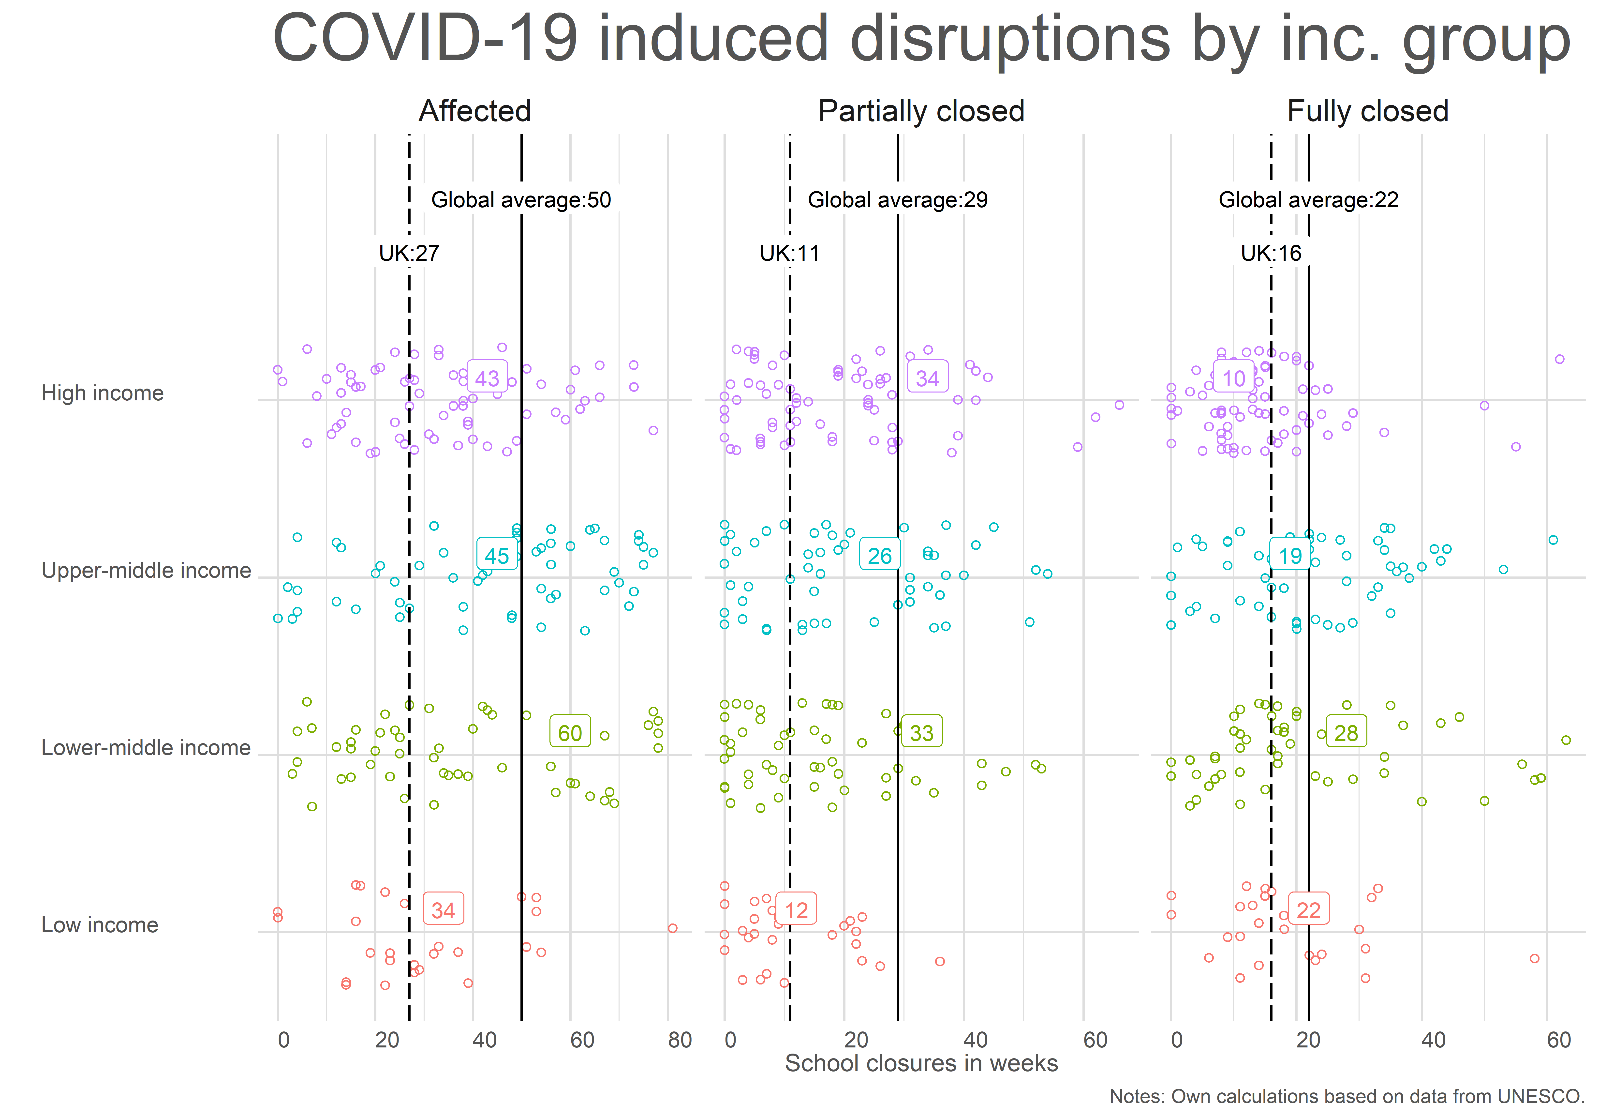 COVID-19 induced disruptions by inc. group
Affected
Partially closed
Fully closed
Global average:50
Global average:29
Global average:22
UK:27
UK:11
UK:16
High income
43
34
10
Upper-middle income
45
26
19
Lower-middle income
60
33
28
Low income
34
12
22
0 20 40 60 80
0 20 40 60
0 20 40 60
School closures in weeks
Notes: Own calculations based on data from UNESCO.